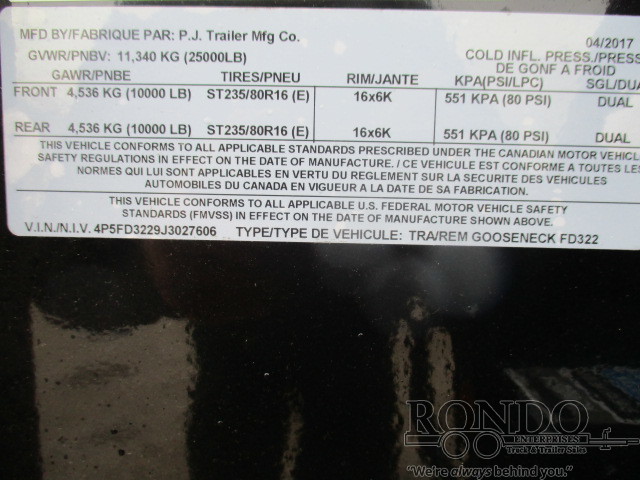 MFD BY/FABRIQUE PAR: P.J. Trailer Mfg Co. 04/2017
GVWR/PNBV: 11,340 KG (25000LB) COLD INFL. PRESS./PRESS
DE GONF A FROID
GAWR/PNBE TIRES/PNEU RIM/JANTE KPA(PSI/LPC) SGL/DUA
FRONT 4,536 KG (10000 LB) ST235/80R16 (E) 16x6K 551 KPA (80 PSI) DUAL
REAR 4,536 KG (10000 LB) ST235/80R16 (E) 16x6K 551 KPA (80 PSI) DUAL
THIS VEHICLE CONFORMS TO ALL APPLICABLE STANDARDS PRESCRIBED UNDER THE CANADIAN MOTOR VEHICL
SAFETY REGULATIONS IN EFFECT ON THE DATE OF MANUFACTURE. / CE VEHICULE EST CONFORME A TOUTES LES
NORMES QUI LUI SONT APPLICABLES EN VERTU DU REGLEMENT SUR LA SECURITE DES VEHICULES
AUTOMOBILES DU CANADA EN VIGUEUR A LA DATE DE SA FABRICATION.
THIS VEHICLE CONFORMS TO ALL APPLICABLE U.S. FEDERAL MOTOR VEHICLE SAFETY
STANDARDS (FMVSS) IN EFFECT ON THE DATE OF MANUFACTURE SHOWN ABOVE.
V.I.N./N.I.V. 4P5FD3229J3027606 TYPE/TYPE DE VEHICULE: TRA/REM GOOSENECK FD322
RONDO
ENTERPRISES
Truck & Trailer Sales
"We're always behind you."